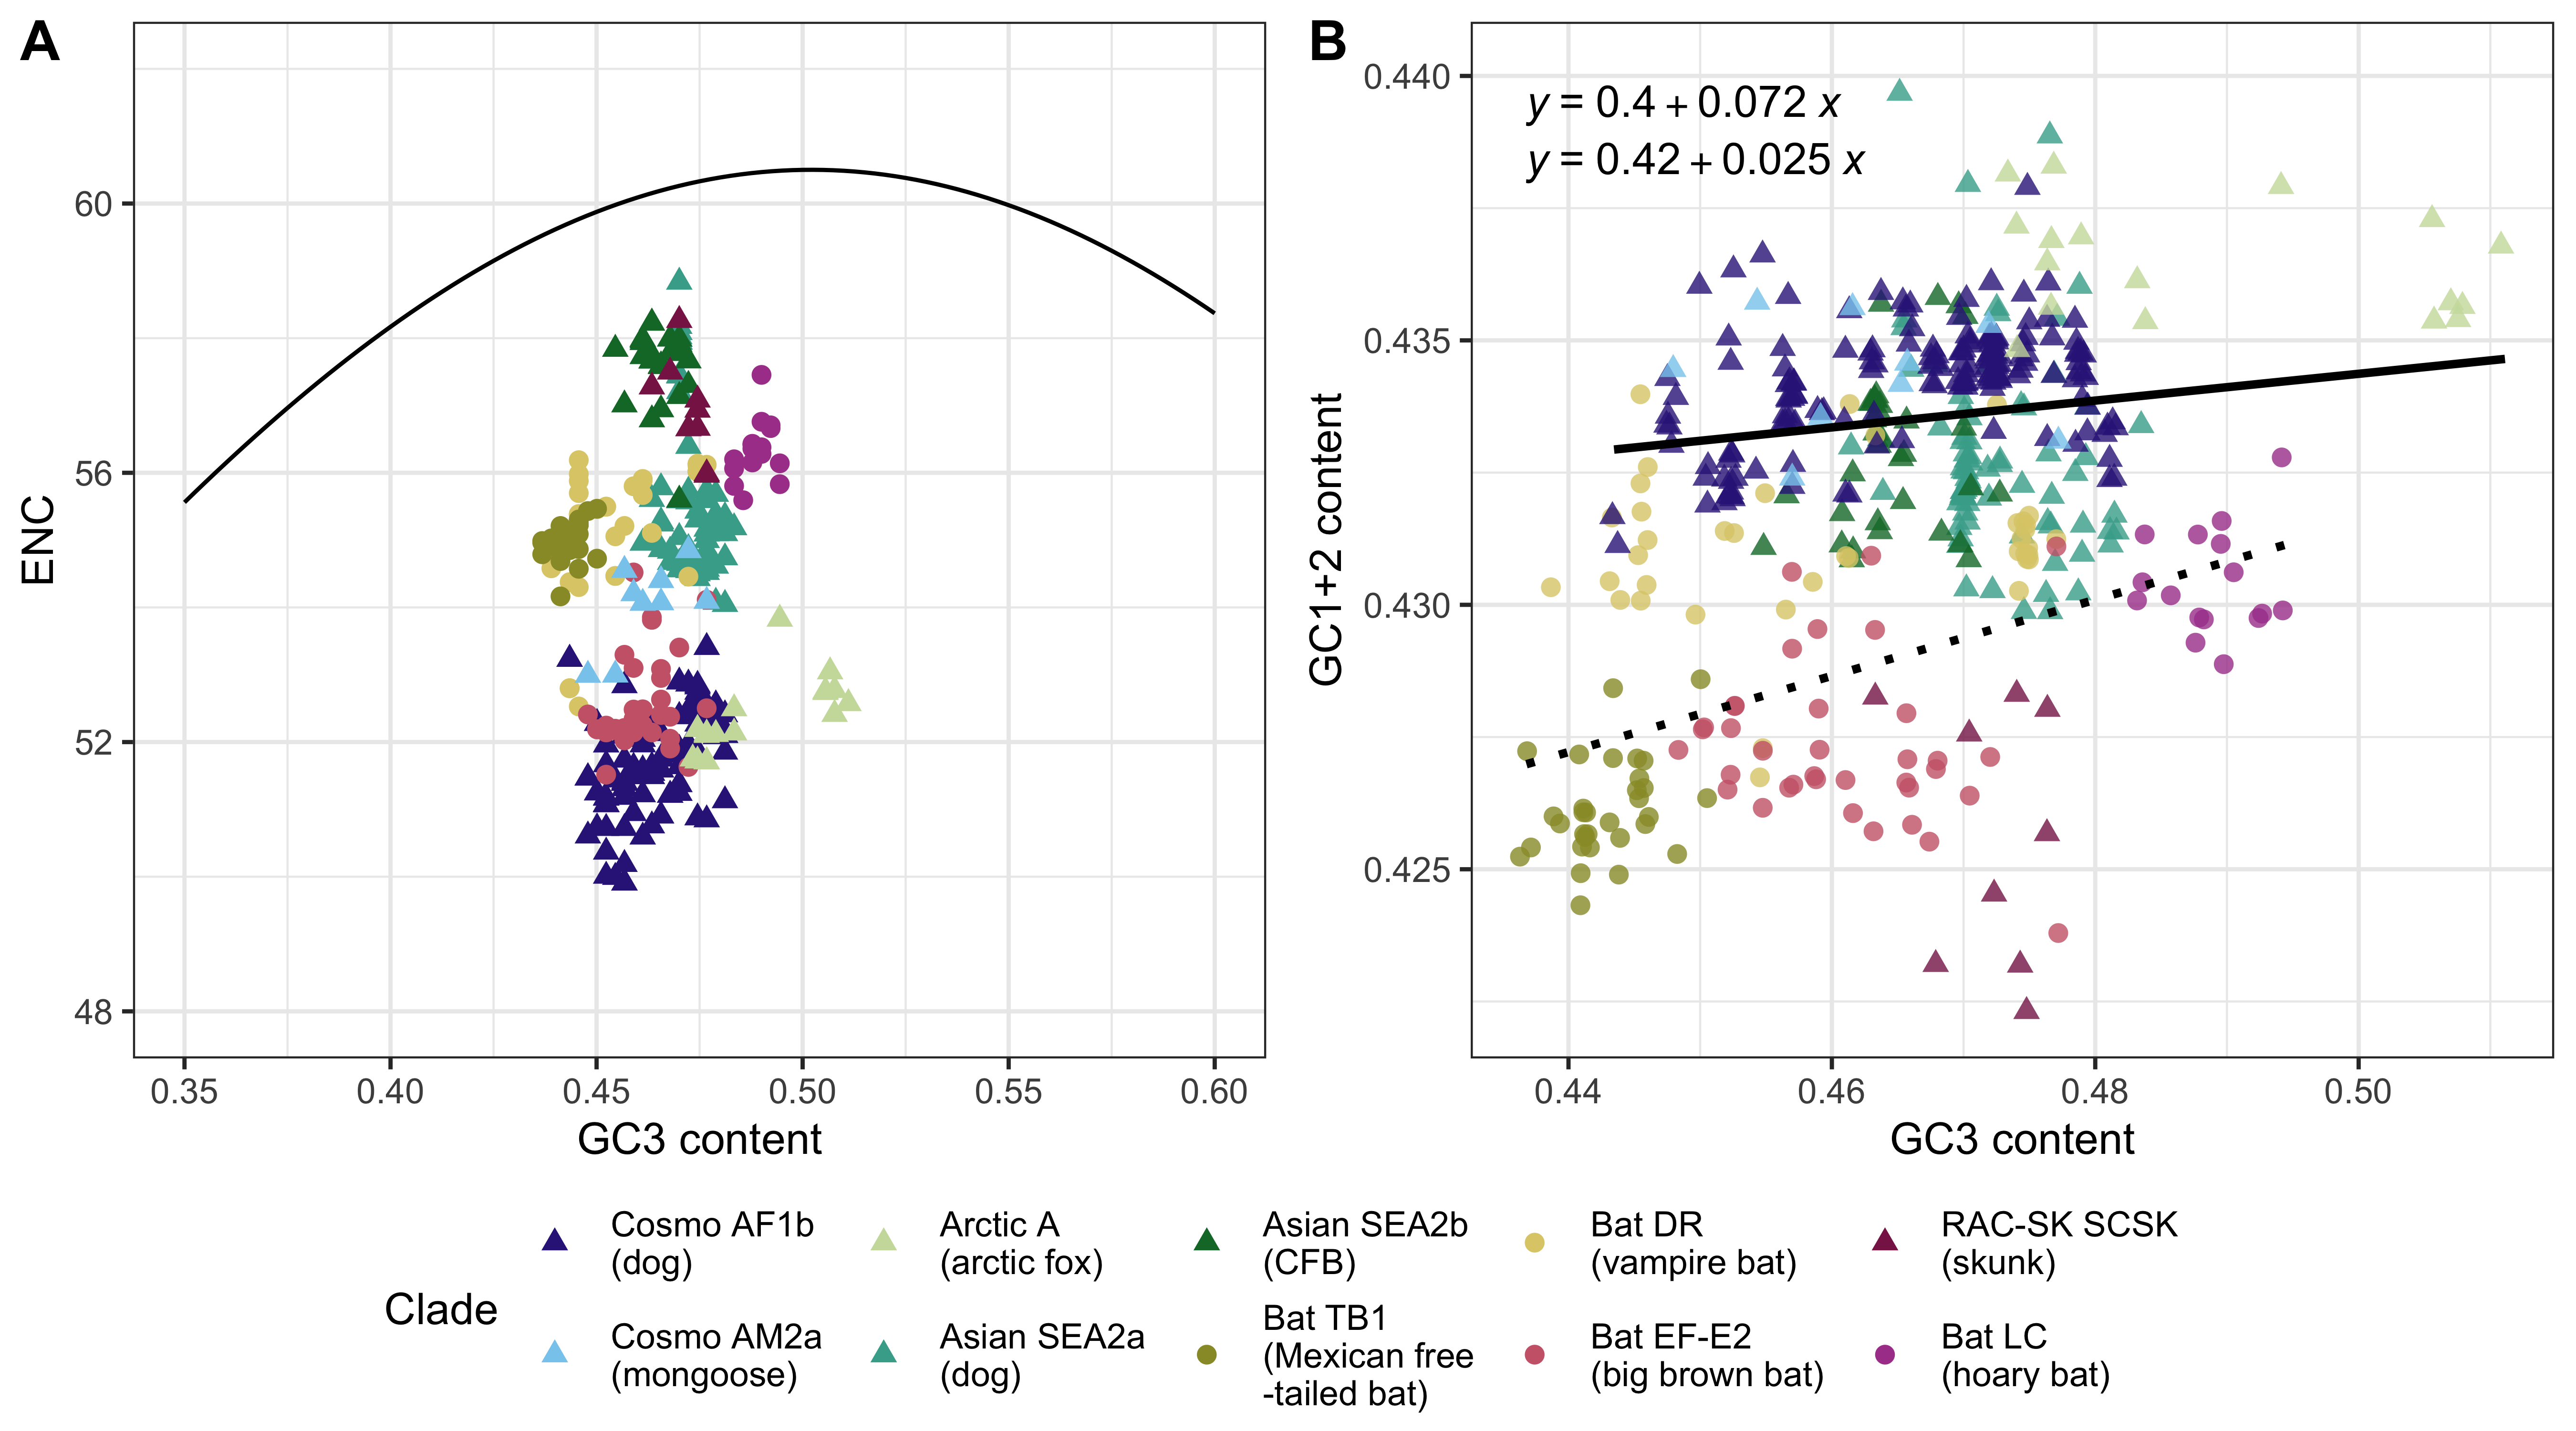 A
60
56
52
48
ENC
0.35 0.40 0.45 0.50 0.55 0.60
GC3 content
B
0.440
0.435
0.430
0.425
GC1+2 content
y = 0.4 + 0.072 x
y = 0.42 + 0.025 x
0.44 0.46 0.48 0.50
GC3 content
Clade
Cosmo AF1b
(dog)
Cosmo AM2a
(mongoose)
Arctic A
(arctic fox)
Asian SEA2a
(dog)
Asian SEA2b
(CFB)
Bat TB1
(Mexican free
-tailed bat)
Bat DR
(vampire bat)
Bat EF-E2
(big brown bat)
RAC-SK SCSK
(skunk)
Bat LC
(hoary bat)